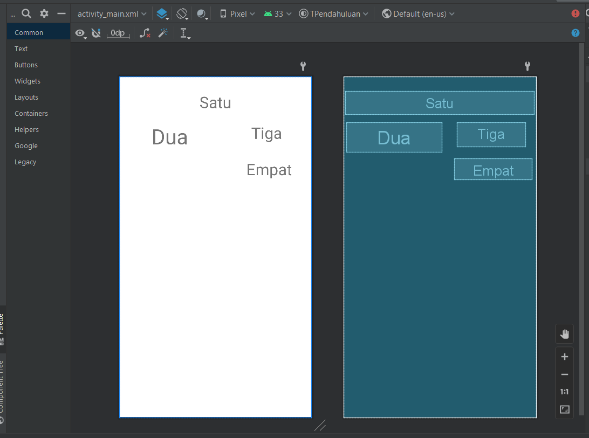 activity_main.xml
Pixel
33
IPendahuluan
Default (en-us)
Common
0dp
Text
Buttons
Widgets
Layouts
Containers
Helpers
Google
Legacy
Satu
Dua
Tiga
Empat
Satu
Dua
Tiga
Empat
Palette
Component Tree
1:1